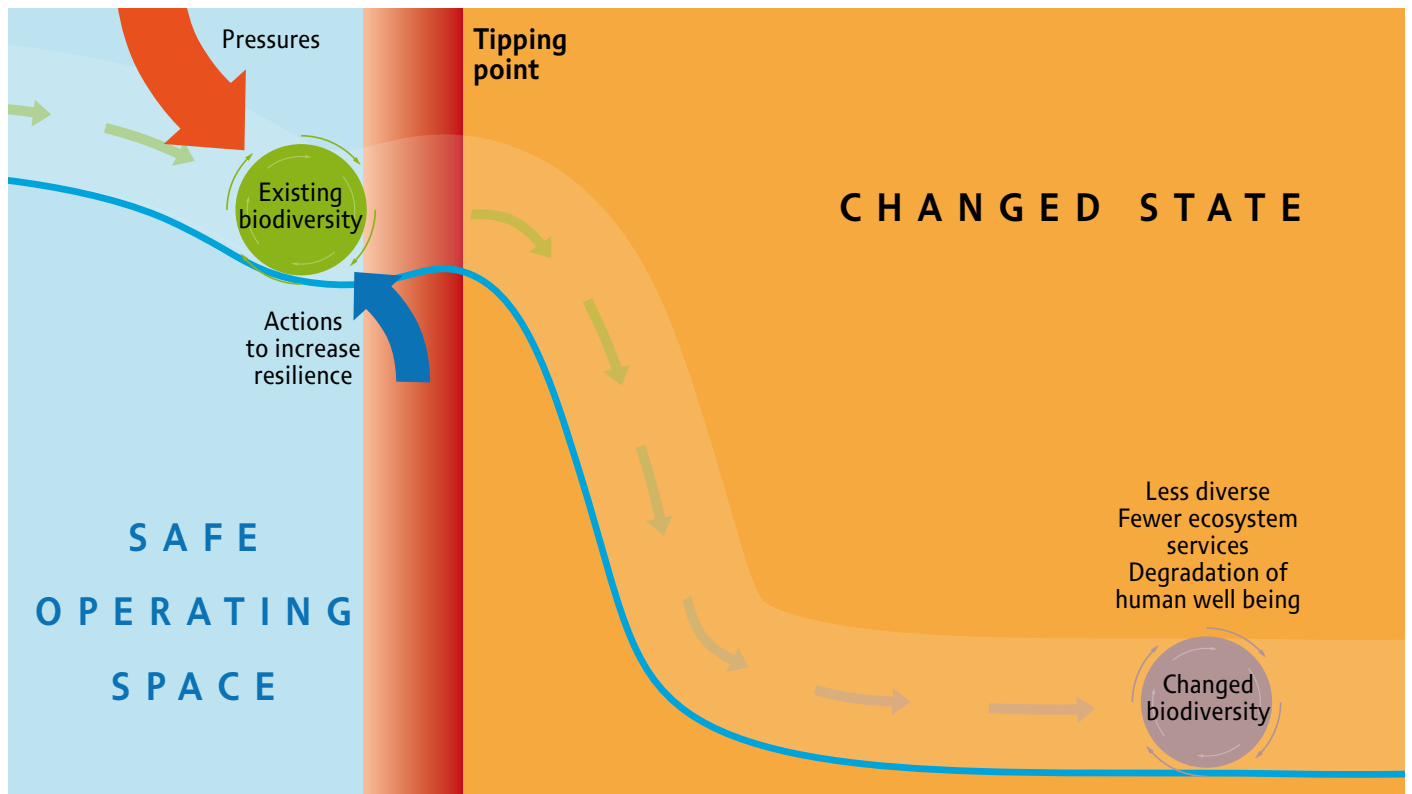 Pressures
Tipping
point
Existing
biodiversity
CHANGED STATE
Actions
to increase
resilience
SAFE
OPERATING
SPACE
Less diverse
Fewer ecosystem
services
Degradation of
human well being
Changed
biodiversity